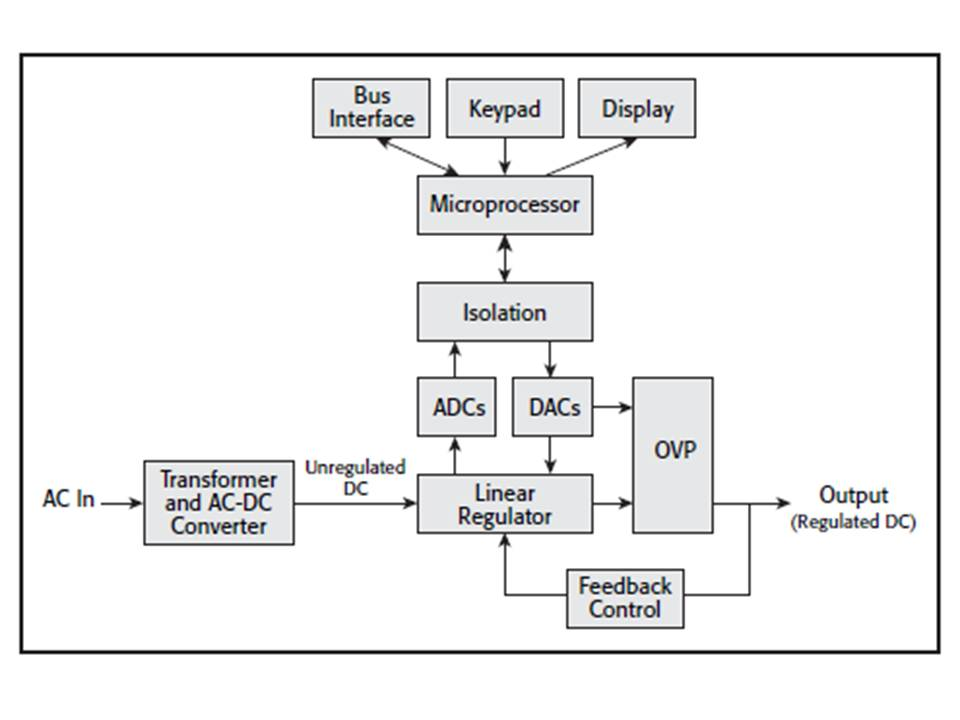 Bus
Interface
Keypad
Display
Microprocessor
Isolation
ADCs
DACs
OVP
AC In
Transformer
and AC-DC
Converter
Unregulated
DC
Linear
Regulator
Output
(Regulated DC)
Feedback
Control